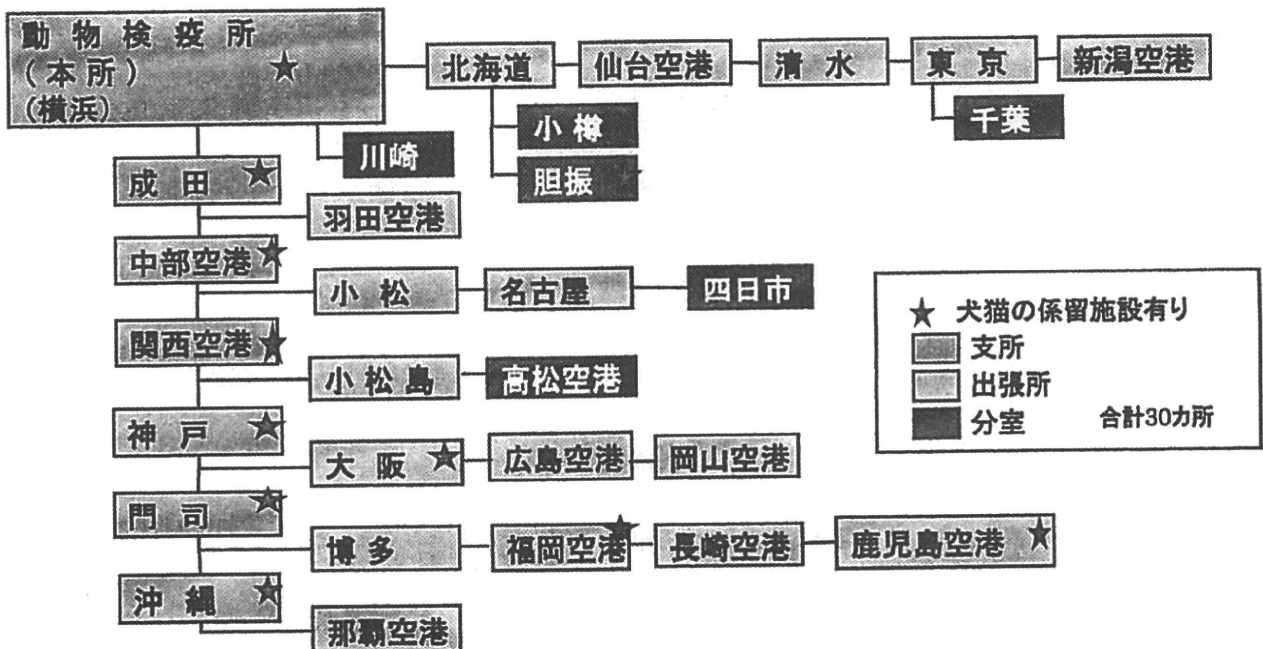 動物検疫所
(本所)
(横浜)
北海道
仙台空港
清水
東京
新潟空港
小樽
胆振
千葉
川崎
成田
羽田空港
中部空港
小松
名古屋
四日市
関西空港
小松島
高松空港
神戸
大阪
広島空港
岡山空港
門司
博多
福岡空港
長崎空港
鹿児島空港
沖縄
那覇空港
★ 犬猫の係留施設有り
支所
出張所
分室 合計30カ所